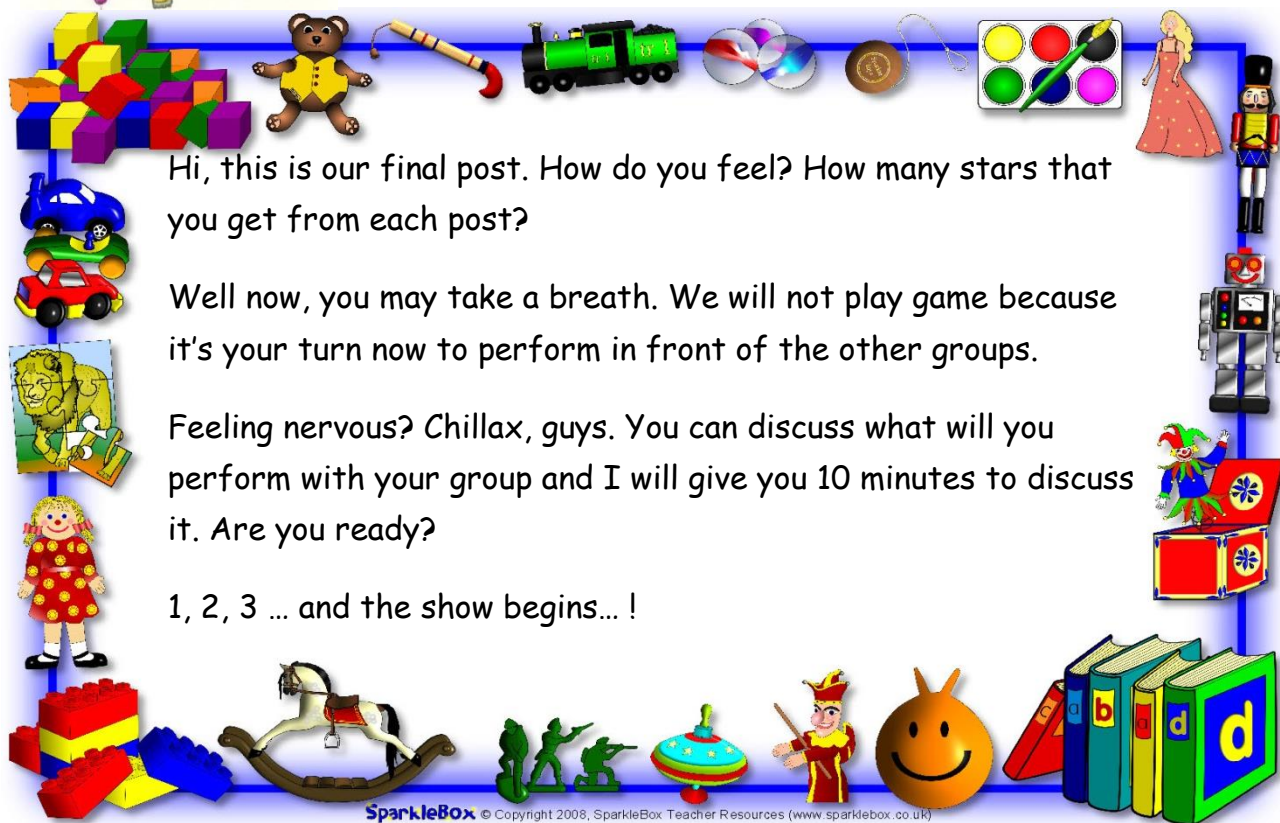 Hi, this is our final post. How do you feel? How many stars that
you get from each post?
Well now, you may take a breath. We will not play game because
it's your turn now to perform in front of the other groups.
Feeling nervous? Chillax, guys. You can discuss what will you
perform with your group and I will give you 10 minutes to discuss
it. Are you ready?
1, 2, 3 … and the show begins… !
c a b a d d
SparkleBox © Copyright 2008, SparkleBox Teacher Resources (www.sparklebox.co.uk)